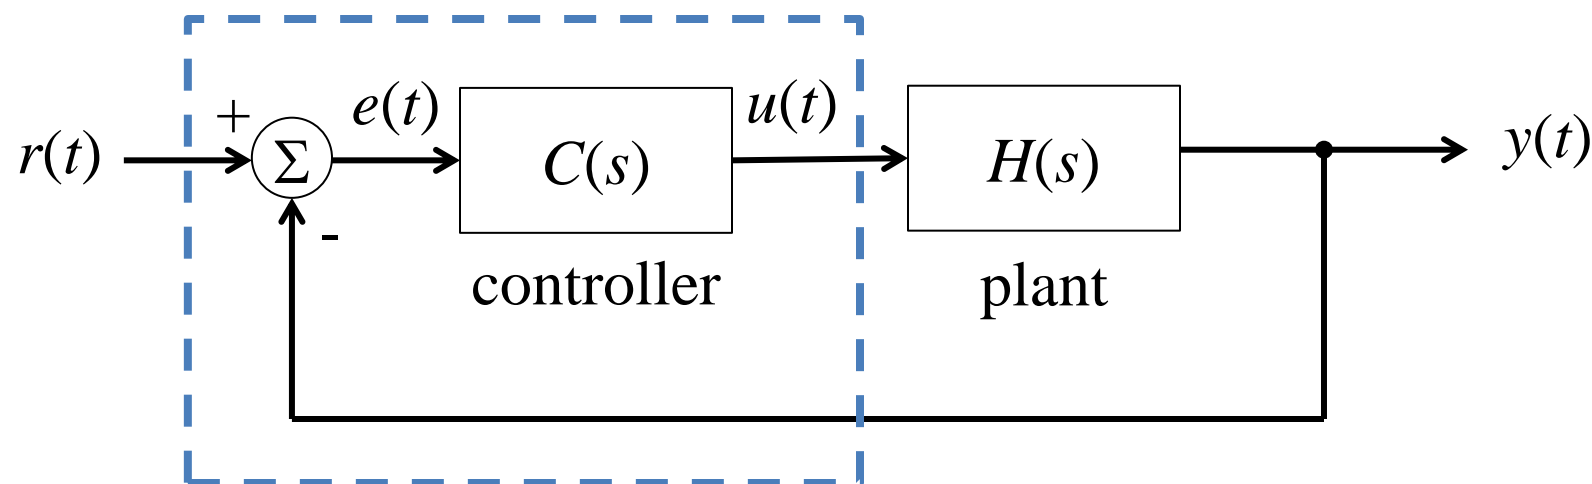 r(t)
+
Σ
-
e(t)
C(s)
controller
u(t)
H(s)
plant
y(t)